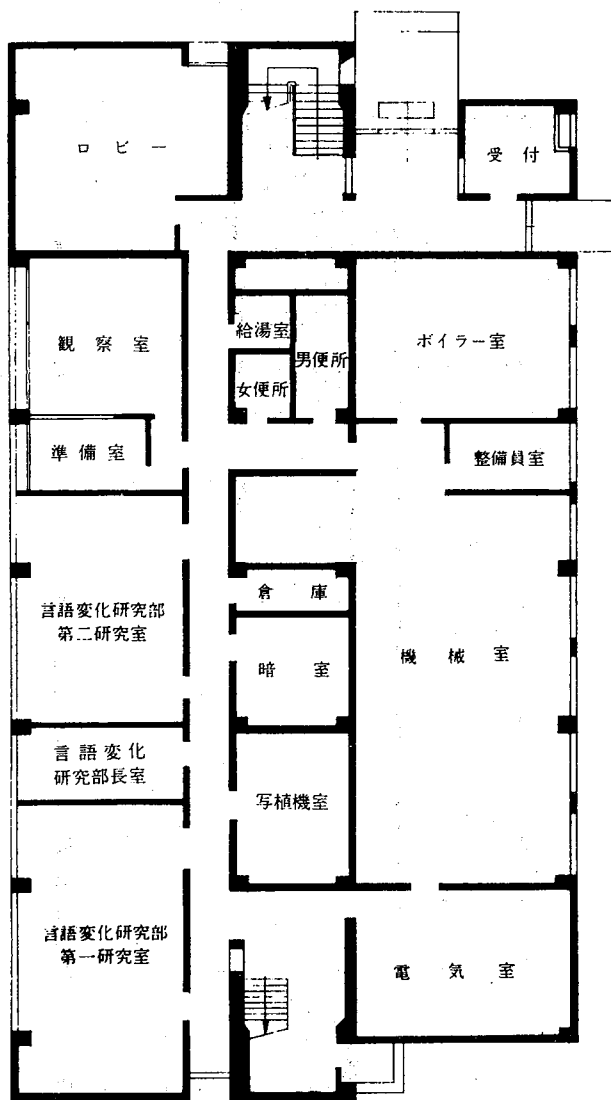 ロビー
受付
観察室
給湯室
男便所
ボイラー室
女便所
準備室
整備員室
倉庫
言語変化研究部
第二研究室
暗室
機械室
言語変化
研究部長室
写植機室
言語変化研究部
第一研究室
電気室